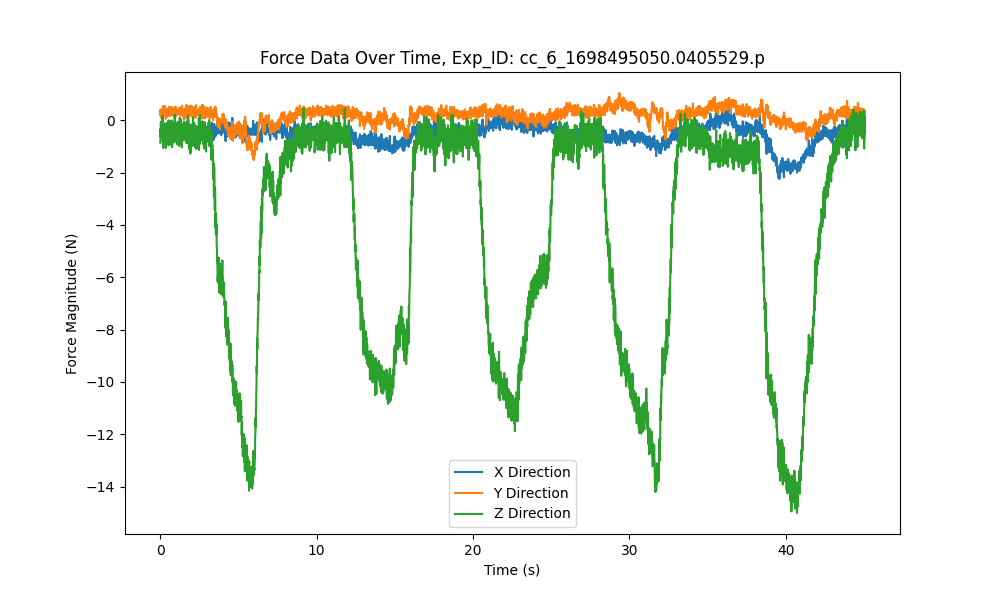 Force Data Over Time, Exp_ID: cc_6_1698495050.0405529.p
Force Magnitude (N)
0
−2
−4
−6
−8
−10
−12
−14
X Direction
Y Direction
Z Direction
0 10 20 30 40
Time (s)